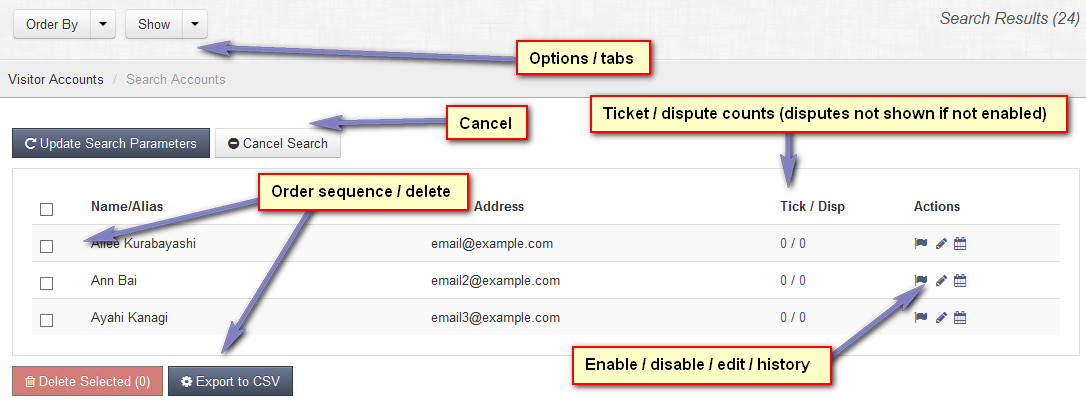 Order By Show Search Results (24)
Options / tabs
Visitor Accounts / Search Accounts
Ticket / dispute counts (disputes not shown if not enabled)
Cancel
Update Search Parameters Cancel Search
Order sequence / delete
Name/Alias Address Tick / Disp Actions
Kurabayashi email@example.com 0 / 0
Ann Bai email2@example.com 0 / 0
Ayahi Kanagi email3@example.com 0 / 0
Enable / disable / edit / history
Delete Selected (0) Export to CSV